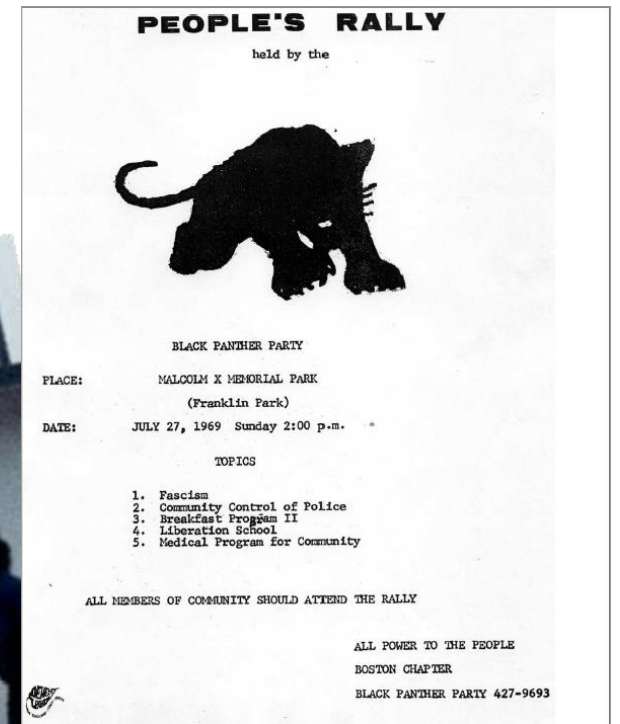 PEOPLE'S RALLY
held by the
BLACK PANTHER PARTY
PLACE: MALCOLM X MEMORIAL PARK
(Franklin Park)
DATE: JULY 27, 1969 Sunday 2:00 p.m.
TOPICS
1. Fascism
2. Community Control of Police
3. Breakfast Program II
4. Liberation School
5. Medical Program for Community
ALL MEMBERS OF COMMUNITY SHOULD ATTEND THE RALLY
ALL POWER TO THE PEOPLE
BOSTON CHAPTER
BLACK PANTHER PARTY 427-9693